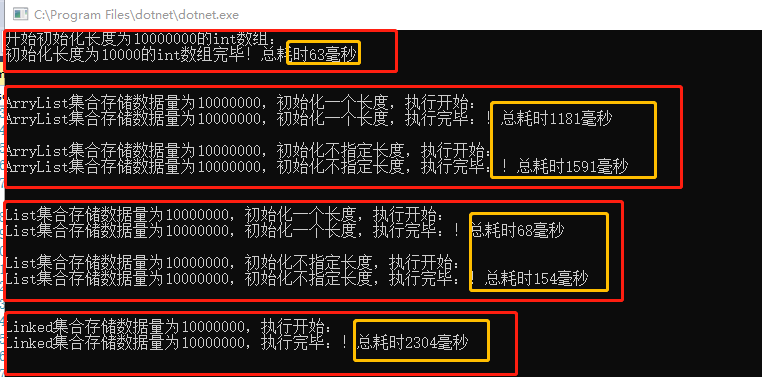 C:\Program Files\dotnet\dotnet.exe
开始初始化长度为10000000的int数组:
初始化长度为10000的int数组完毕! 总耗时63毫秒
ArryList集合存储数据量为10000000，初始化一个长度，执行开始:
ArryList集合存储数据量为10000000，初始化一个长度，执行完毕:! 总耗时1181毫秒
ArryList集合存储数据量为10000000，初始化不指定长度，执行开始:
ArryList集合存储数据量为10000000，初始化不指定长度，执行完毕:! 总耗时1591毫秒
List集合存储数据量为10000000，初始化一个长度，执行开始:
List集合存储数据量为10000000，初始化一个长度，执行完毕:! 总耗时68毫秒
List集合存储数据量为10000000，初始化不指定长度，执行开始:
List集合存储数据量为10000000，初始化不指定长度，执行完毕:! 总耗时154毫秒
Linked集合存储数据量为10000000，执行开始:
Linked集合存储数据量为10000000，执行完毕:! 总耗时2304毫秒